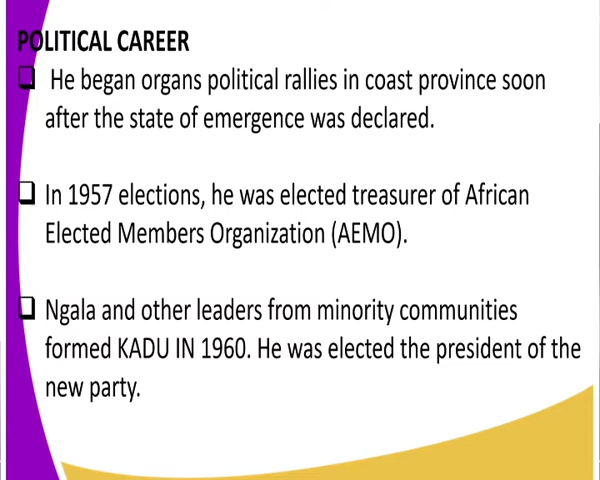 POLITICAL CAREER
He began organs political rallies in coast province soon
after the state of emergence was declared.
In 1957 elections, he was elected treasurer of African
Elected Members Organization (AEMO).
Ngala and other leaders from minority communities
formed KADU IN 1960. He was elected the president of the
new party.